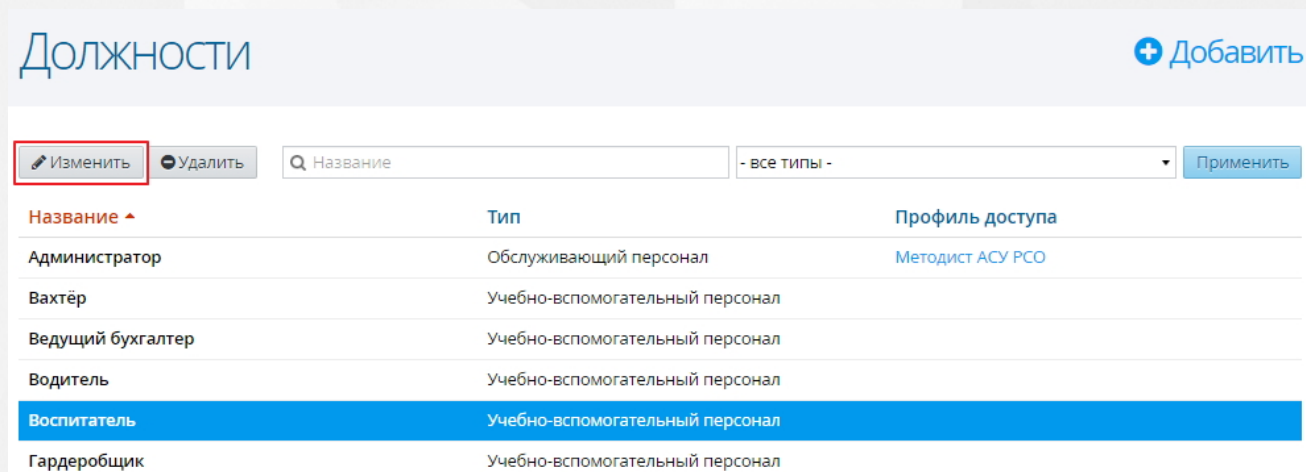 Должности
Добавить
Изменить Удалить Название - все типы - Применить
Название Тип Профиль доступа
Администратор Обслуживающий персонал Методист АСУ РСО
Вахтёр Учебно-вспомогательный персонал
Ведущий бухгалтер Учебно-вспомогательный персонал
Водитель Учебно-вспомогательный персонал
Воспитатель Учебно-вспомогательный персонал
Гардеробщик Учебно-вспомогательный персонал